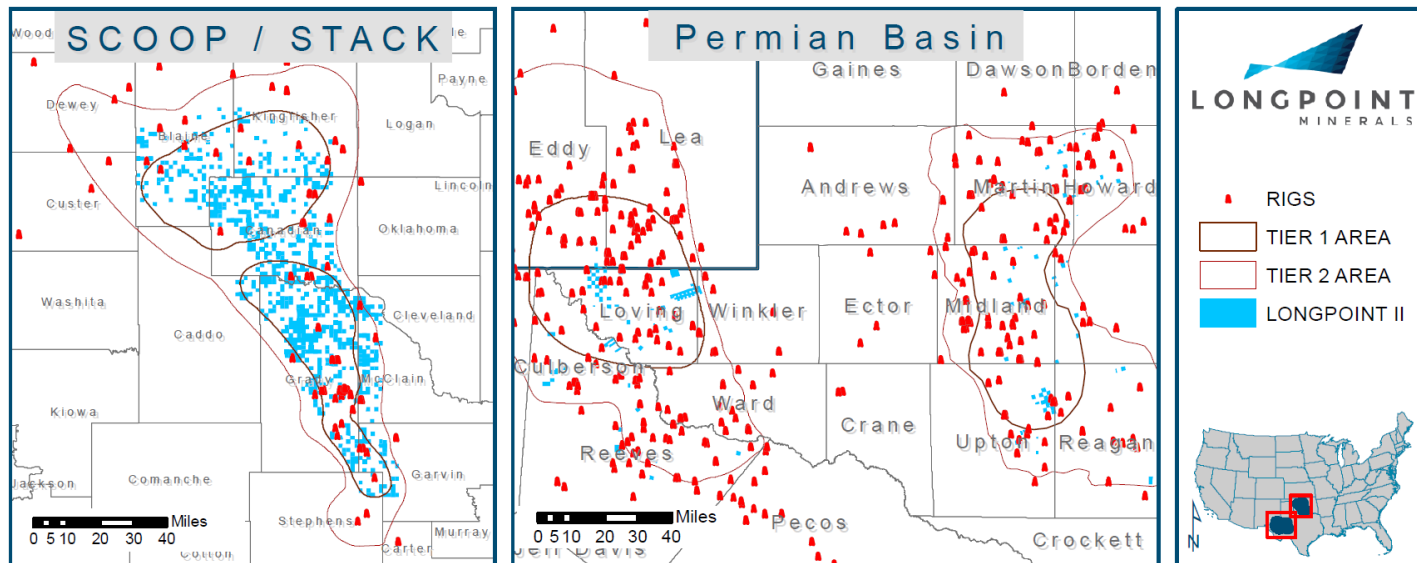 SCOOP / STACK
Payne
Dewey
Kingfisher
Logan
Blaine
Lincoln
Custer
Canadian
Oklahoma
Washita
Caddo
Cleveland
Grady
McClain
Kiowa
Garvin
Jackson
Comanche
Stephens
Murray
Carter
Cotton
Miles
0 5 10 20 30 40
Permian Basin
Gaines
Dawson
Borden
Lea
Eddy
Andrews
Martin
Howard
Loving
Winkler
Ector
Midland
Culberson
Ward
Crane
Upton
Reagan
Reeves
Pecos
Crockett
Davis
Miles
0 5 10 20 30 40
LONGPOINT
MINERALS
RIGS
TIER 1 AREA
TIER 2 AREA
LONGPOINT II
N